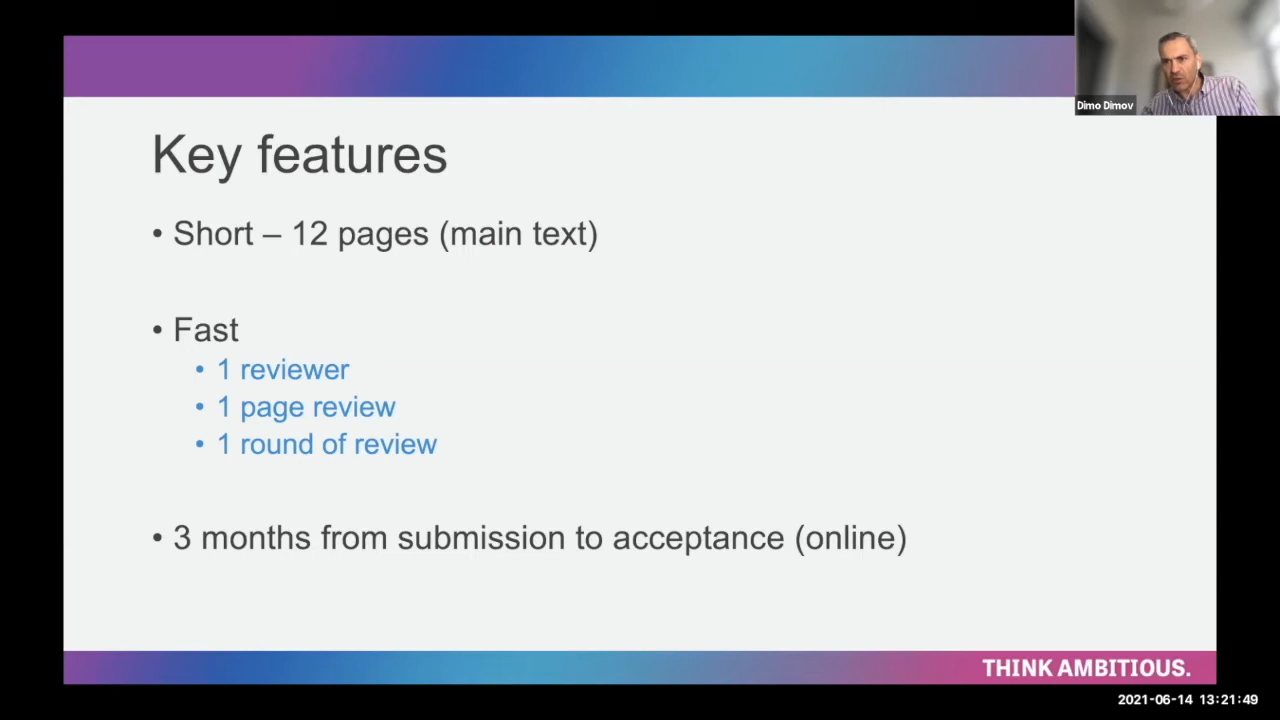 Dimo Dimov
Key features
• Short – 12 pages (main text)
• Fast
• 1 reviewer
• 1 page review
• 1 round of review
• 3 months from submission to acceptance (online)
THINK AMBITIOUS.
2021-06-14 13:21:49